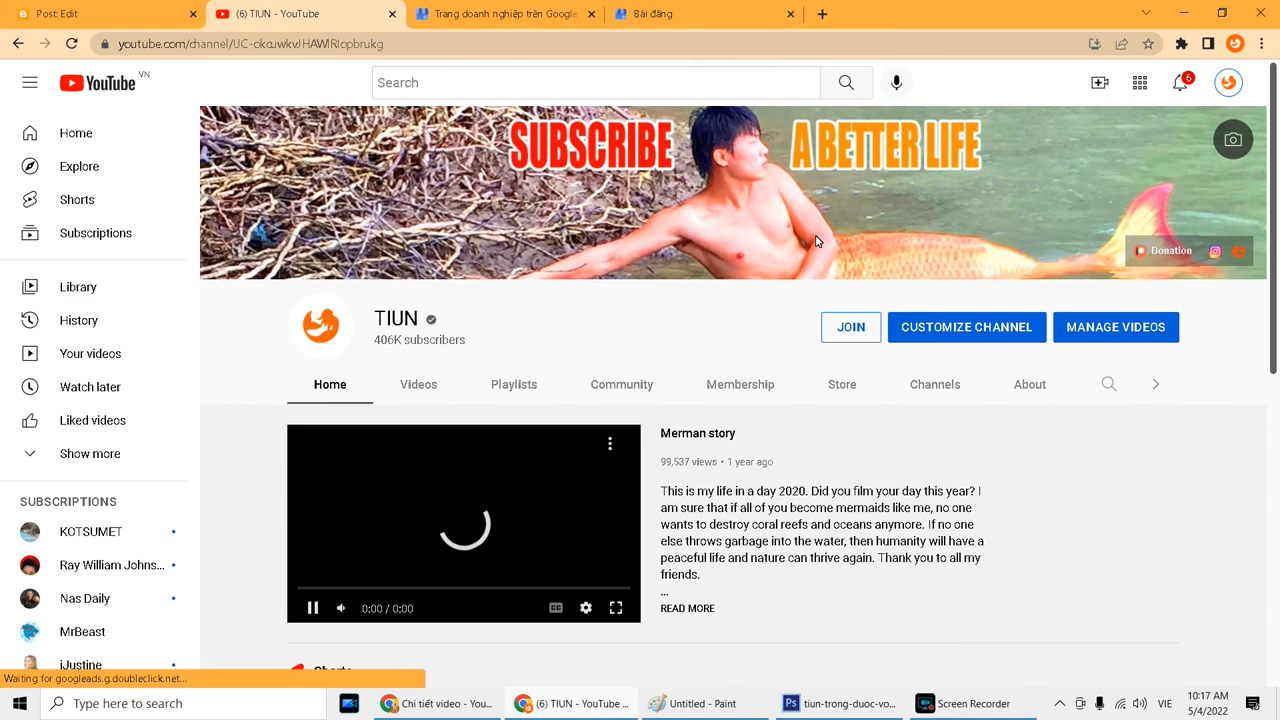 Post: Edit
(6) TIUN - YouTube
Trang doanh nghiệp trên Google
Bài đăng
YouTube VN
Search
6
Home
Explore
Shorts
Subscriptions
Library
History
Your videos
Watch later
Liked videos
Show more
SUBSCRIPTIONS
KOTSUMET
Ray William Johns...
Nas Daily
MrBeast
iJustine
SUBSCRIBE
A BETTER LIFE
Donation
TIUN
406K subscribers
JOIN
CUSTOMIZE CHANNEL
MANAGE VIDEOS
Home
Videos
Playlists
Community
Membership
Store
Channels
About
0:00 / 0:00
Merman story
99,537 views • 1 year ago
This is my life in a day 2020. Did you film your day this year? I
am sure that if all of you become mermaids like me, no one
wants to destroy coral reefs and oceans anymore. If no one
else throws garbage into the water, then humanity will have a
peaceful life and nature can thrive again. Thank you to all my
friends.
...
READ MORE
Shorts
Waiting for googleads.g.doubleclick.net...
Type here to search
Chi tiết video - You...
(6) TIUN - YouTube ...
Untitled - Paint
tiun-trong-duoc-vo...
Screen Recorder
VIE
10:17 AM
5/4/2022